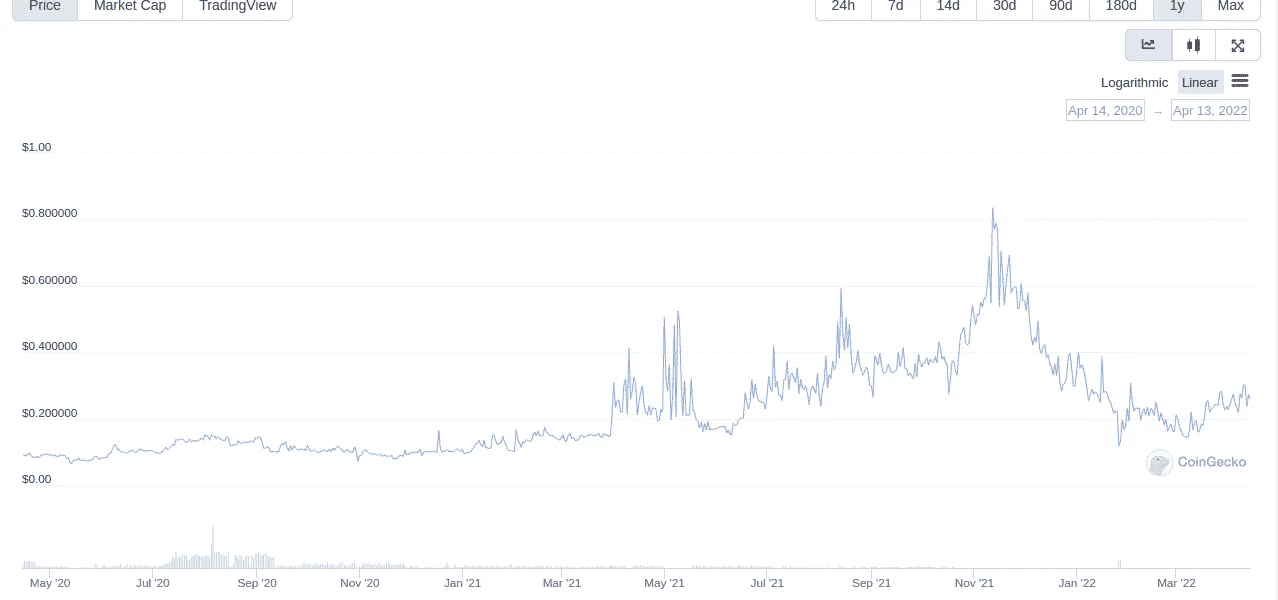 Price Market Cap TradingView 24h 7d 14d 30d 90d 180d 1y Max
Logarithmic Linear
Apr 14, 2020 → Apr 13, 2022
$1.00
$0.800000
$0.600000
$0.400000
$0.200000
CoinGecko
$0.00
May '20 Jul '20 Sep '20 Nov '20 Jan '21 Mar '21 May '21 Jul '21 Sep '21 Nov '21 Jan '22 Mar '22